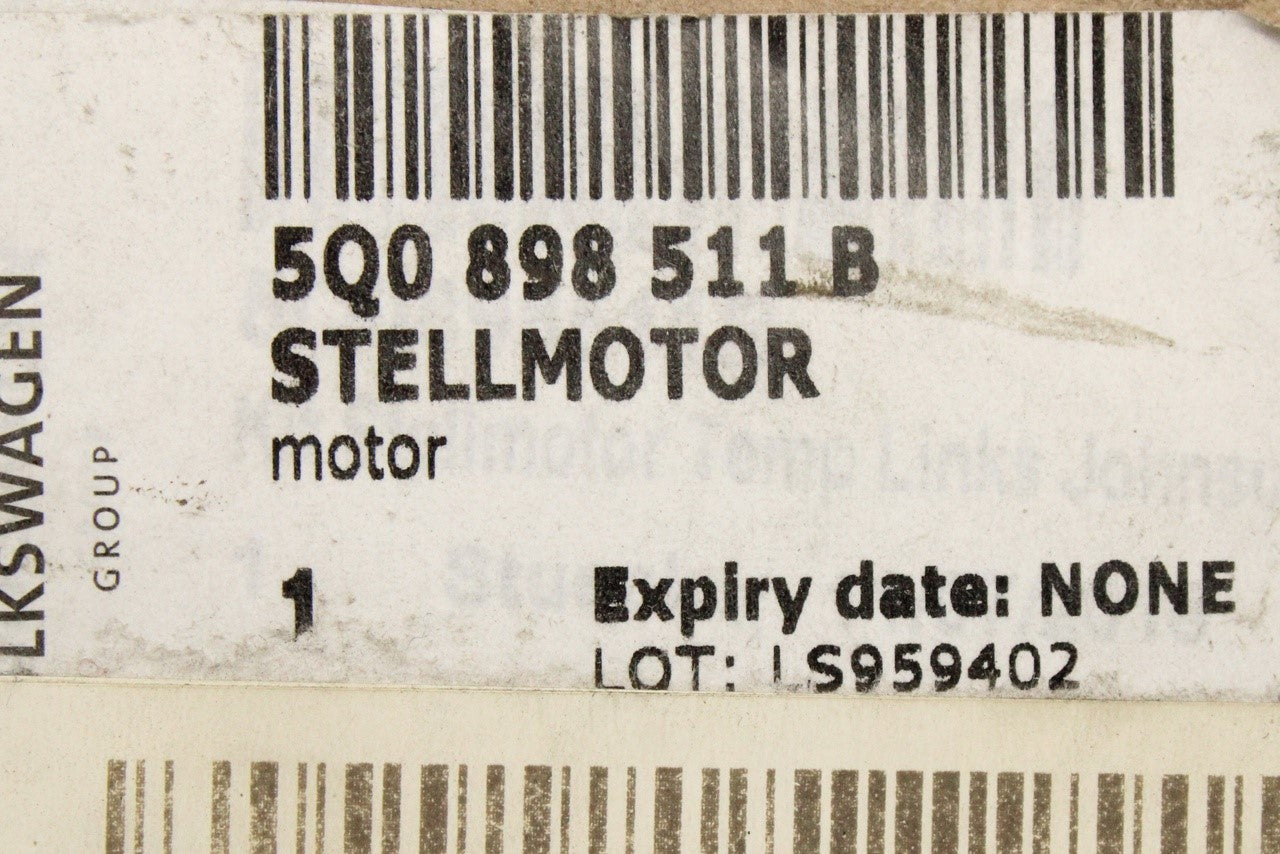 5Q0 898 511 B
STELLMOTOR
motor
1
Expiry date: NONE
LOT: LS959402
LKSWAGEN
GROUP